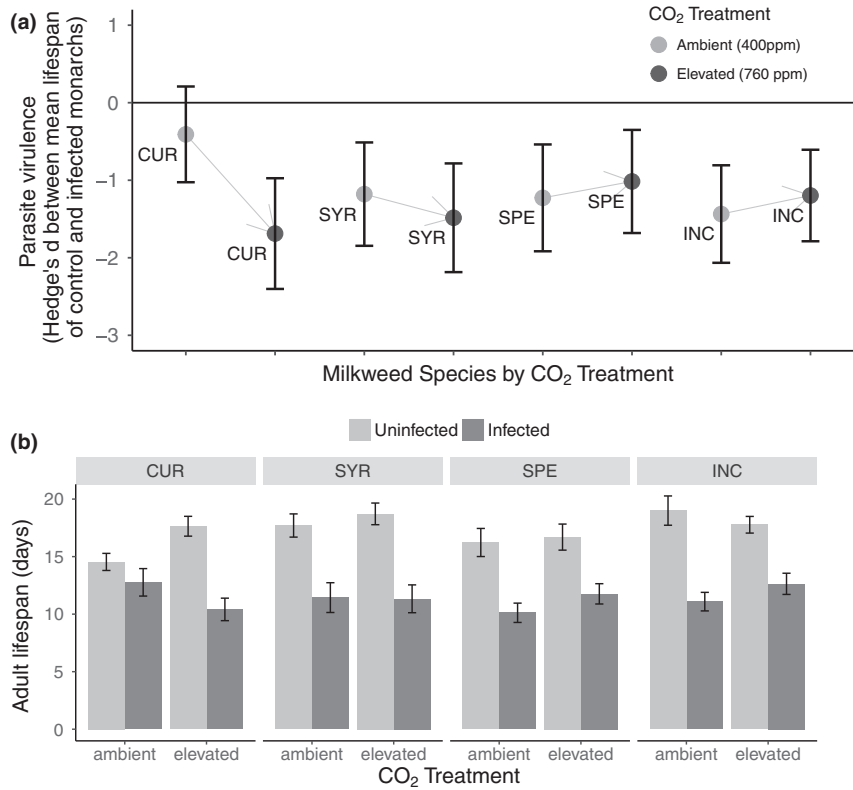 (a)
CO₂ Treatment
Ambient (400ppm)
Elevated (760 ppm)
Parasite virulence
(Hedge's d between mean lifespan
of control and infected monarchs)
1
0
−1
−2
−3
CUR
CUR
SYR
SYR
SPE
SPE
INC
INC
Milkweed Species by CO₂ Treatment
(b)
Uninfected Infected
CUR SYR SPE INC
Adult lifespan (days)
20
15
10
5
0
ambient elevated ambient elevated ambient elevated ambient elevated
CO₂ Treatment